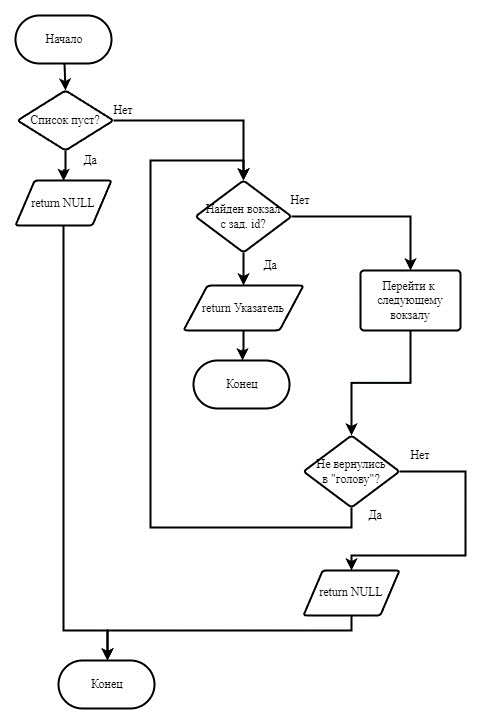 Начало
Список пуст?
Нет
Да
return NULL
Найден вокзал
с зад. id?
Нет
Да
return Указатель
Перейти к
следующему
вокзалу
Конец
Не вернулись
в "голову"?
Нет
Да
return NULL
Конец